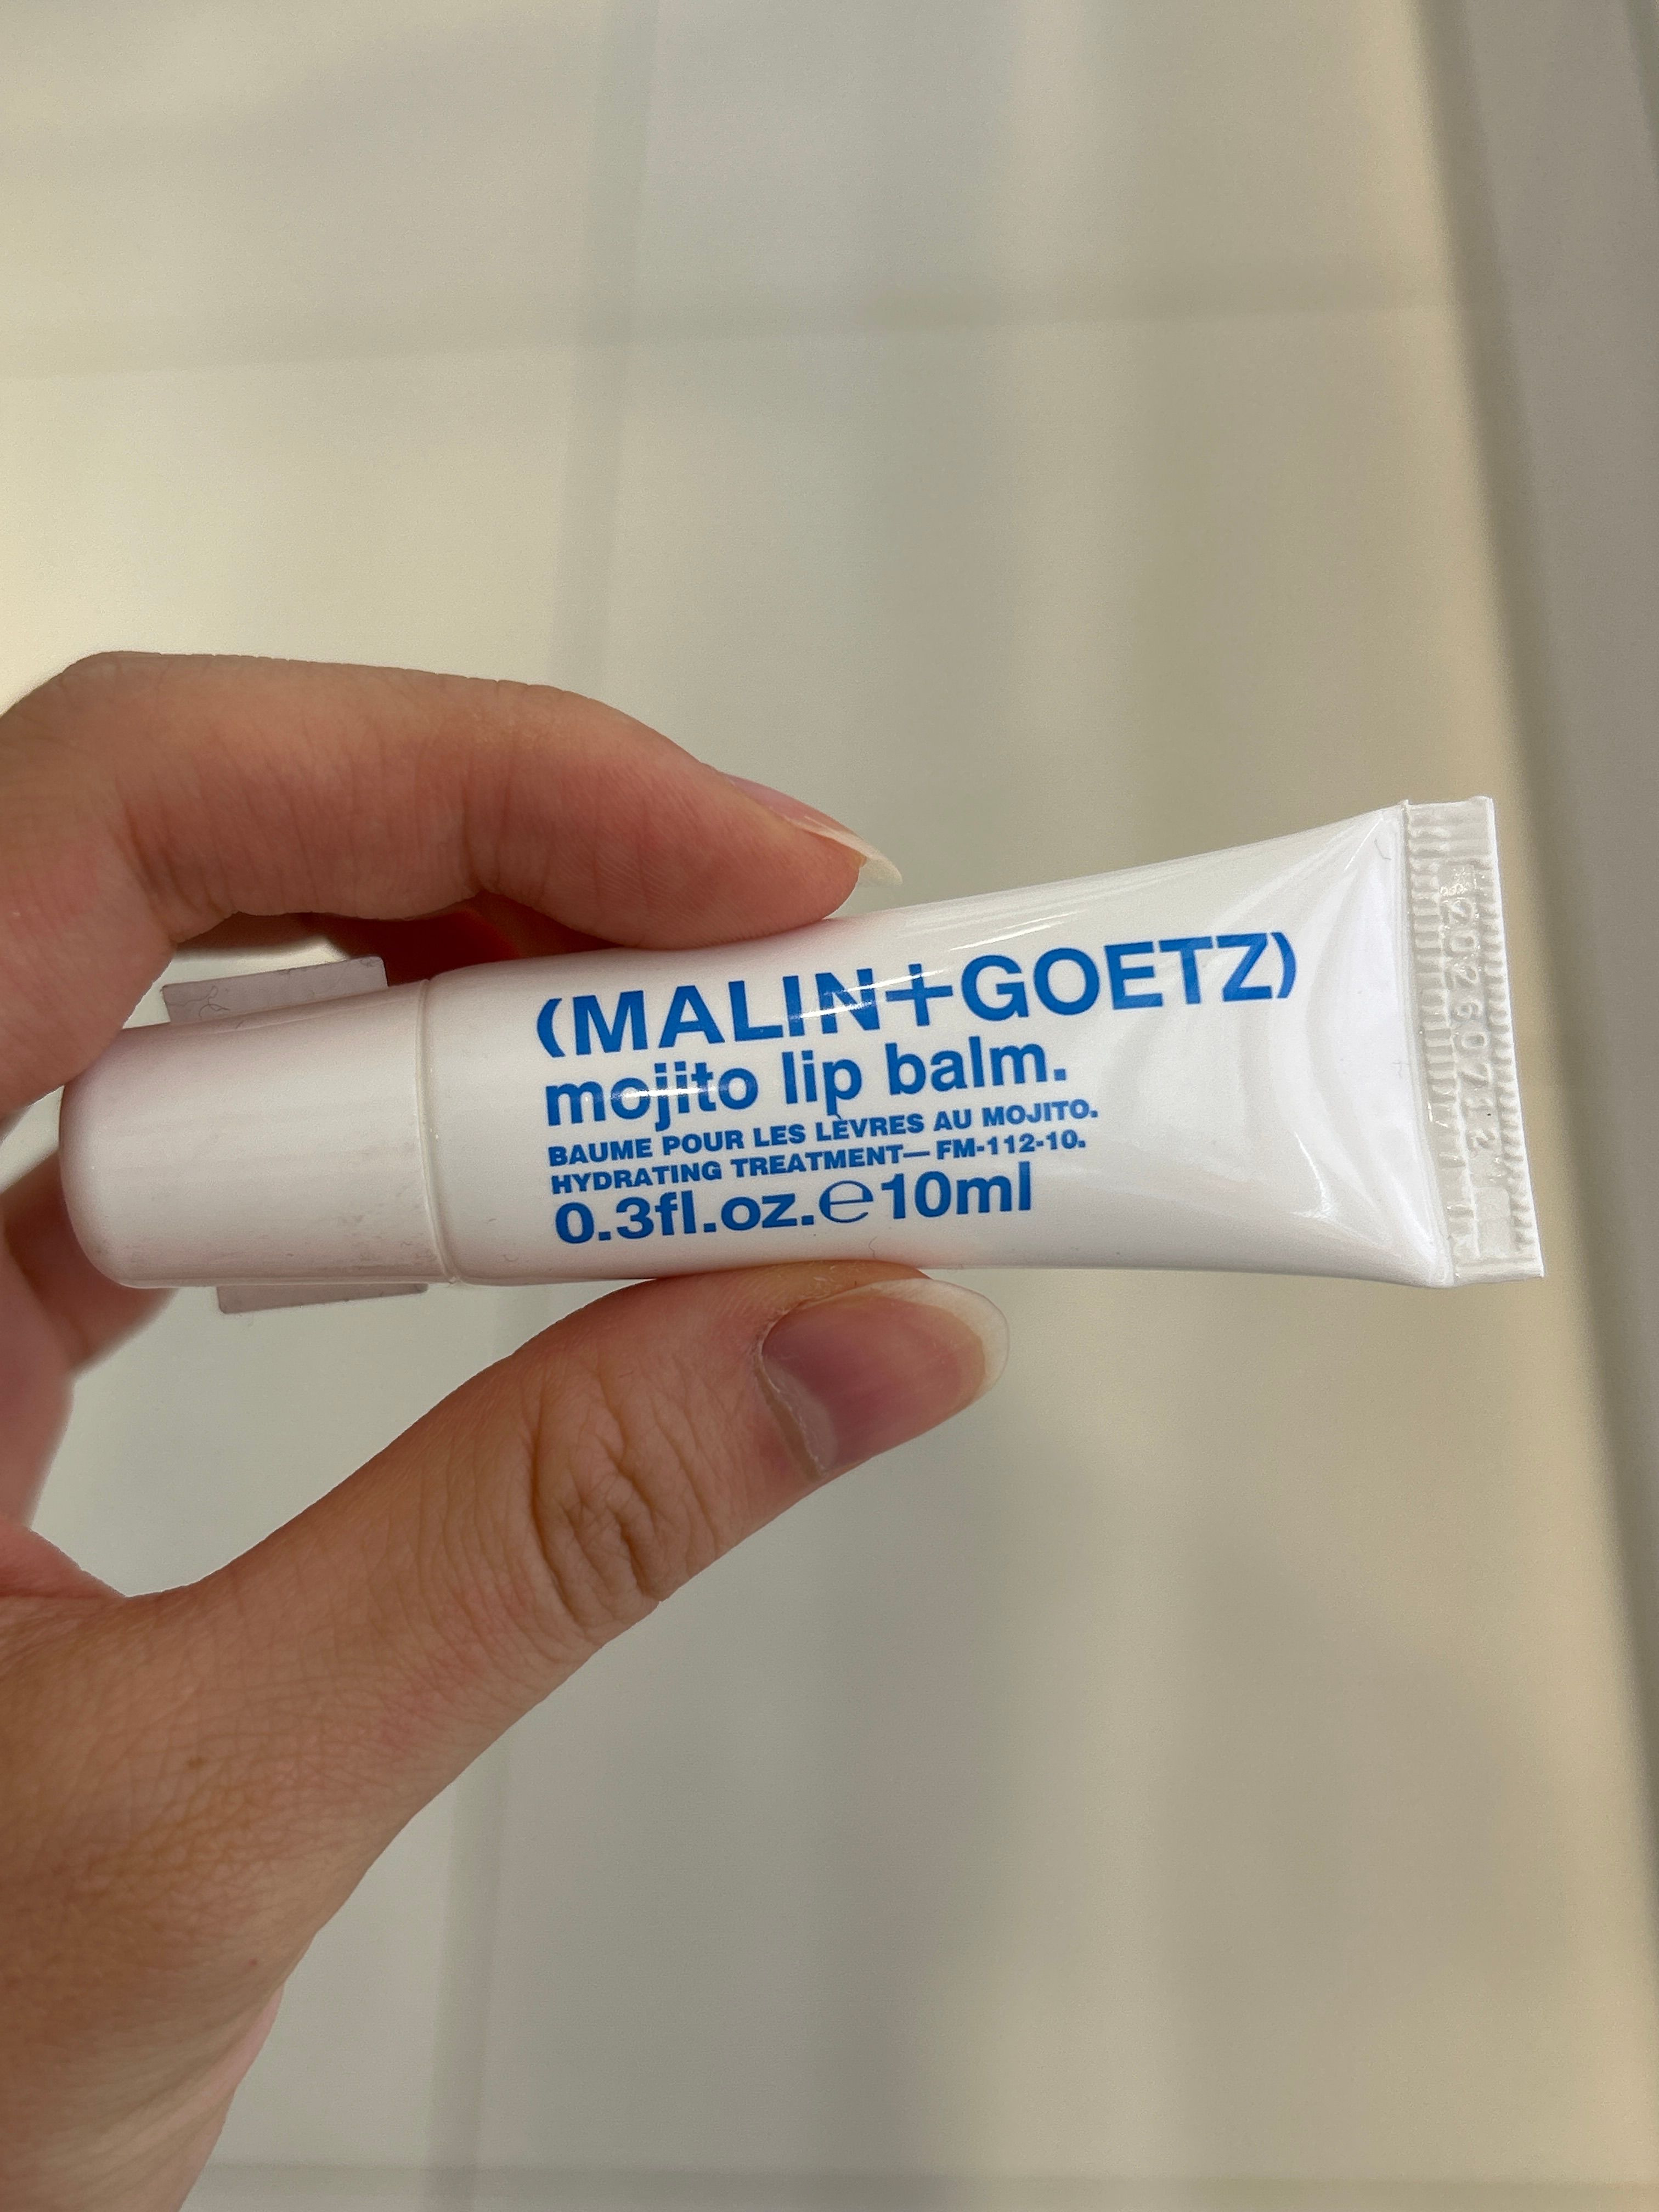 (MALIN+GOETZ)
mojito lip balm.
BAUME POUR LES LÈVRES AU MOJITO.
HYDRATING TREATMENT— FM-112-10.
0.3fl.oz.℮10ml
20260712